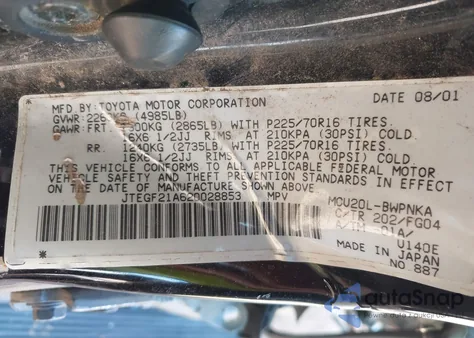 MFD BY: TOYOTA MOTOR CORPORATION DATE 08/01
GVWR: (4985LB)
GAWR: FRT. (2865LB) WITH P225/70R16 TIRES.
16X6 1/2JJ RIMS AT 210KPA (30PSI) COLD.
RR. (2735LB) WITH P225/70R16 TIRES.
16X6 1/2JJ RIMS AT 210KPA (30PSI) COLD.
THIS VEHICLE CONFORMS TO ALL APPLICABLE FEDERAL MOTOR
VEHICLE SAFETY AND THEFT PREVENTION STANDARDS IN EFFECT
ON THE DATE OF MANUFACTURE SHOWN ABOVE.
JTEGF21A620028853 MPV
MCU20L-BWPNKA
C/TR 202/FG04
A/TM -01A/
U140E
MADE IN JAPAN
NO.887
autoSnap